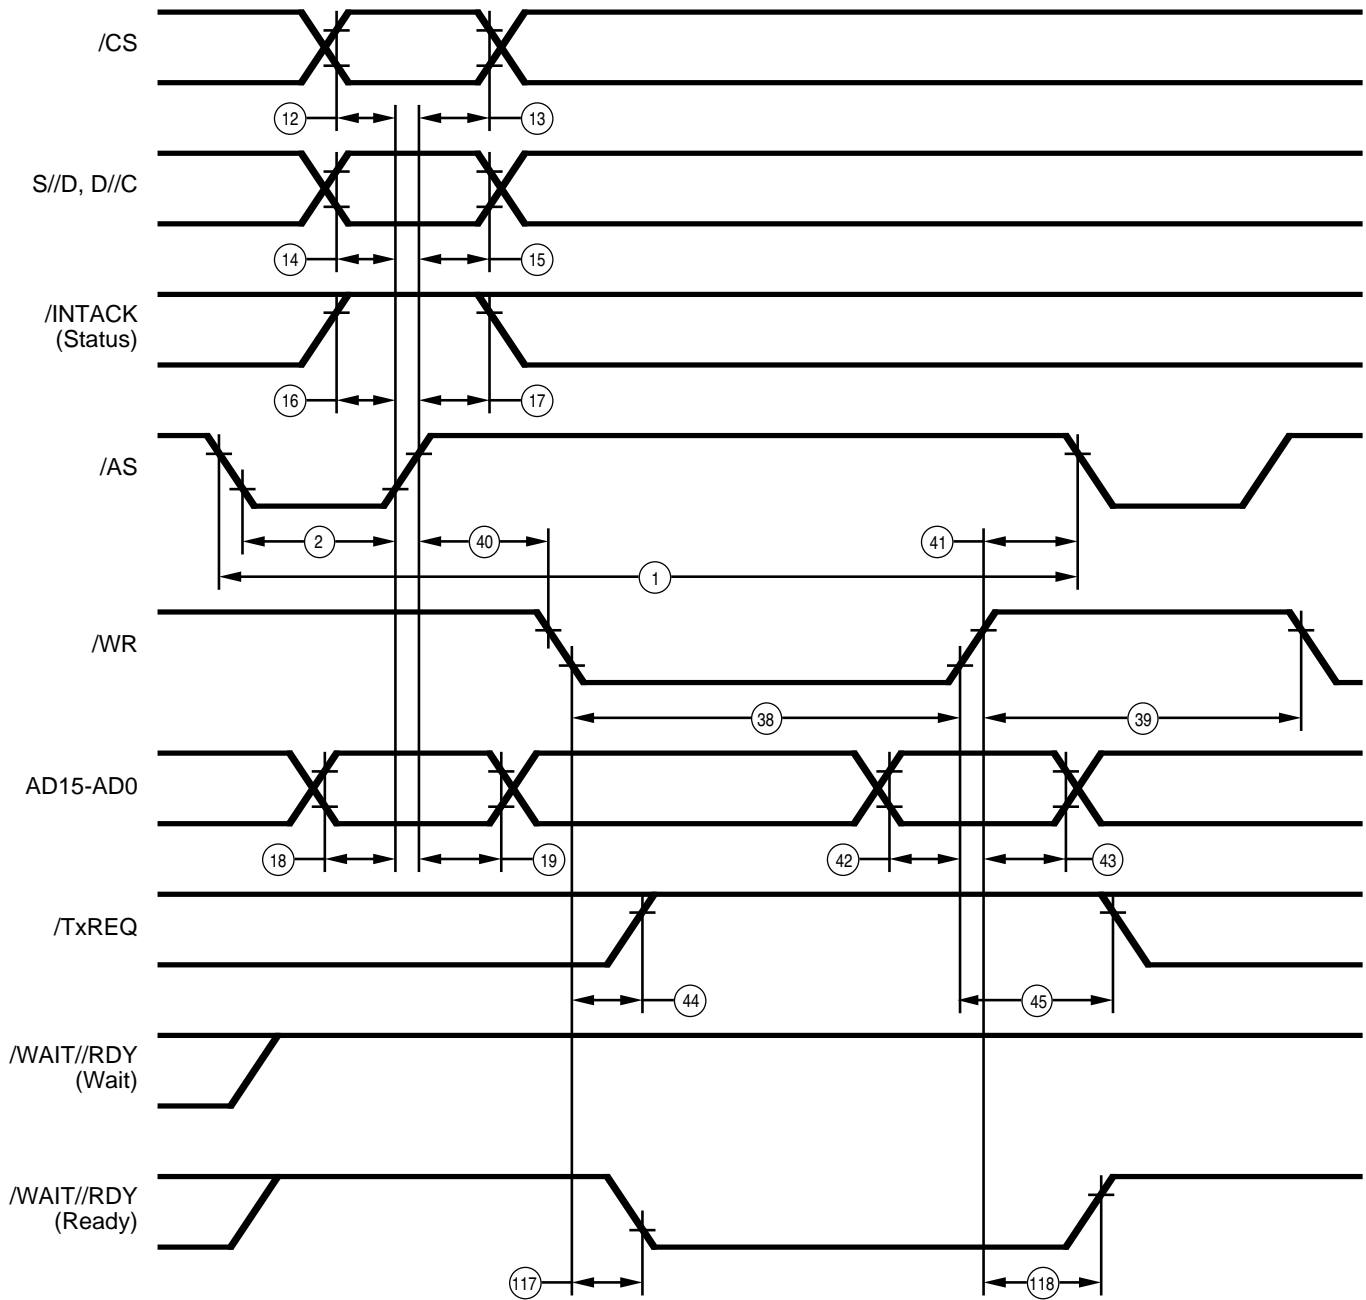 /CS
12
13
S//D, D//C
14
15
/INTACK
(Status)
16
17
/AS
2
40
41
1
/WR
38
39
AD15-AD0
18
19
42
43
/TxREQ
44
45
/WAIT//RDY
(Wait)
/WAIT//RDY
(Ready)
117
118